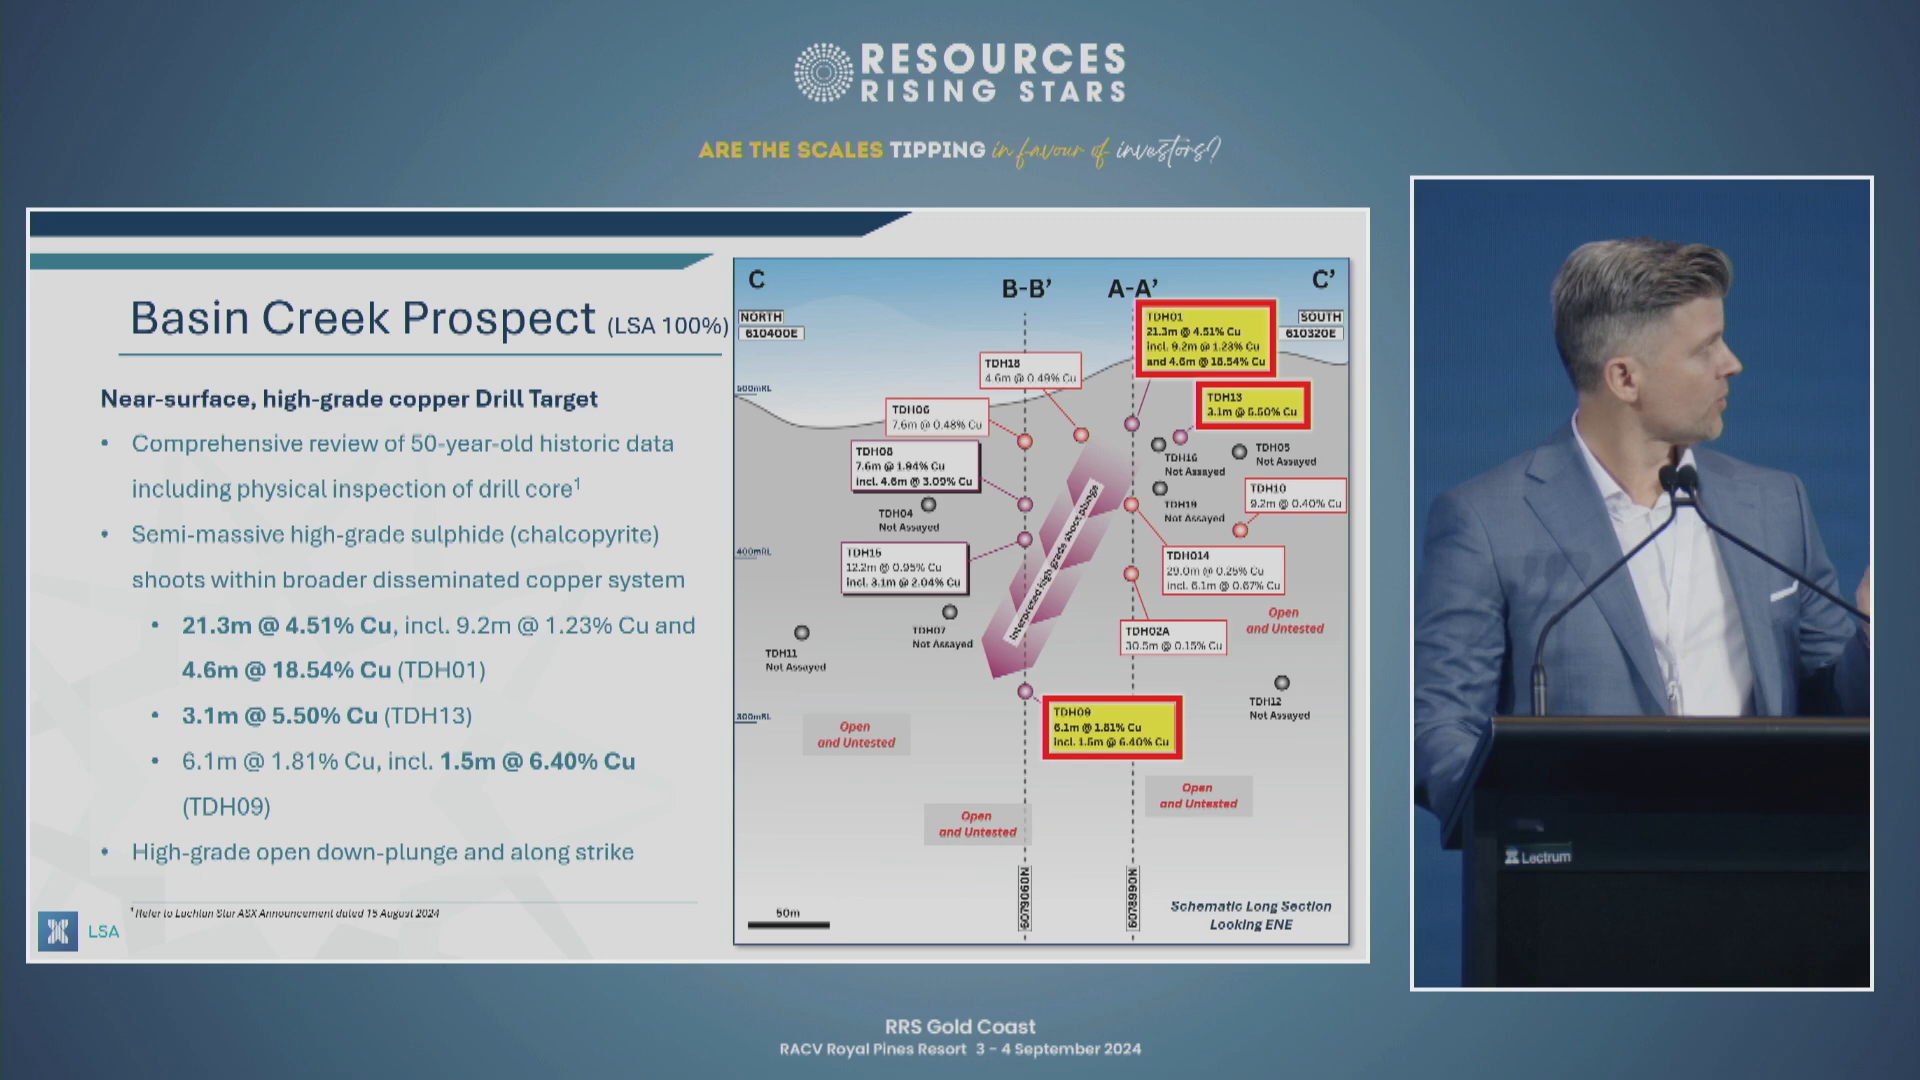 RESOURCES
RISING STARS
ARE THE SCALES TIPPING in favour of investors?
Basin Creek Prospect (LSA 100%)
Near-surface, high-grade copper Drill Target
• Comprehensive review of 50-year-old historic data
including physical inspection of drill core¹
• Semi-massive high-grade sulphide (chalcopyrite)
shoots within broader disseminated copper system
• 21.3m @ 4.51% Cu, incl. 9.2m @ 1.23% Cu and
4.6m @ 18.54% Cu (TDH01)
• 3.1m @ 5.50% Cu (TDH13)
• 6.1m @ 1.81% Cu, incl. 1.5m @ 6.40% Cu
(TDH09)
• High-grade open down-plunge and along strike
¹ Refer to Lachlan Star ASX Announcement dated 15 August 2024
LSA
C
B-B'
A-A'
C'
NORTH
610400E
SOUTH
610320E
TDH01
21.3m @ 4.51% Cu
incl. 9.2m @ 1.23% Cu
and 4.6m @ 18.54% Cu
TDH18
4.6m @ 0.49% Cu
500mRL
TDH13
3.1m @ 5.50% Cu
TDH06
7.6m @ 0.48% Cu
TDH08
7.6m @ 1.94% Cu
incl. 4.6m @ 3.09% Cu
TDH16
Not Assayed
TDH05
Not Assayed
TDH04
Not Assayed
TDH19
Not Assayed
TDH10
9.2m @ 0.40% Cu
400mRL
TDH15
12.2m @ 0.95% Cu
incl. 3.1m @ 2.04% Cu
Interpreted high grade shoot plunge
TDH014
29.0m @ 0.25% Cu
incl. 6.1m @ 0.67% Cu
Open
and Untested
TDH07
Not Assayed
TDH02A
30.5m @ 0.15% Cu
TDH11
Not Assayed
TDH12
Not Assayed
300mRL
TDH09
6.1m @ 1.81% Cu
incl. 1.5m @ 6.40% Cu
Open
and Untested
Open
and Untested
Open
and Untested
6079060N
6078990N
50m
Schematic Long Section
Looking ENE
Lectrum
RRS Gold Coast
RACV Royal Pines Resort 3 - 4 September 2024